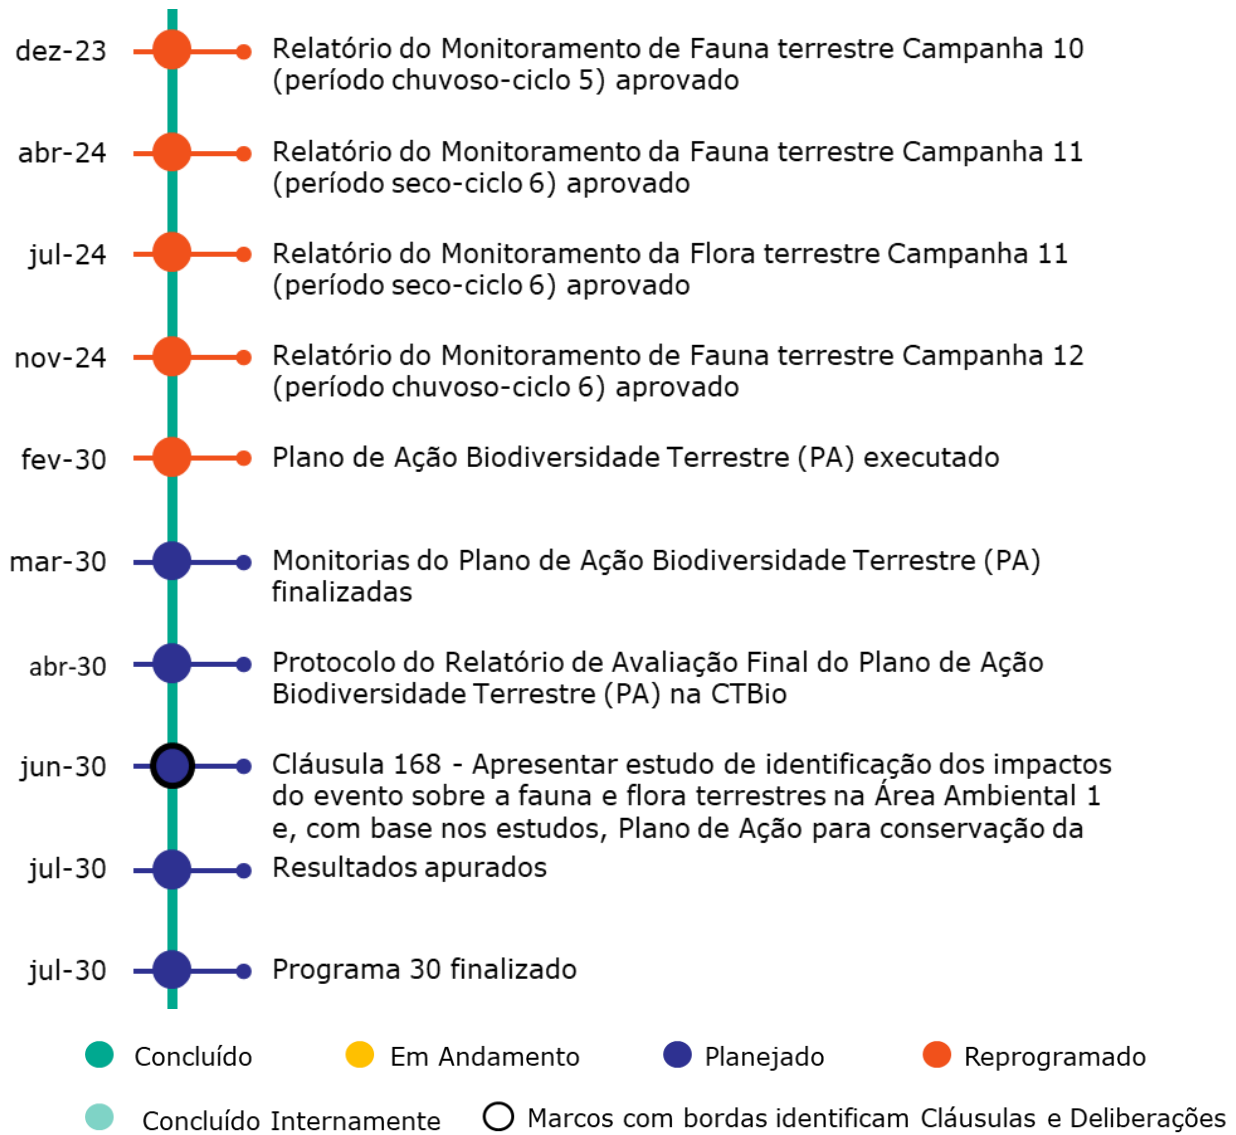 dez-23
Relatório do Monitoramento de Fauna terrestre Campanha 10
(período chuvoso-ciclo 5) aprovado
abr-24
Relatório do Monitoramento da Fauna terrestre Campanha 11
(período seco-ciclo 6) aprovado
jul-24
Relatório do Monitoramento da Flora terrestre Campanha 11
(período seco-ciclo 6) aprovado
nov-24
Relatório do Monitoramento de Fauna terrestre Campanha 12
(período chuvoso-ciclo 6) aprovado
fev-30
Plano de Ação Biodiversidade Terrestre (PA) executado
mar-30
Monitorias do Plano de Ação Biodiversidade Terrestre (PA)
finalizadas
abr-30
Protocolo do Relatório de Avaliação Final do Plano de Ação
Biodiversidade Terrestre (PA) na CTBio
jun-30
Cláusula 168 - Apresentar estudo de identificação dos impactos
do evento sobre a fauna e flora terrestres na Área Ambiental 1
e, com base nos estudos, Plano de Ação para conservação da
jul-30
Resultados apurados
jul-30
Programa 30 finalizado
Concluído
Em Andamento
Planejado
Reprogramado
Concluído Internamente
Marcos com bordas identificam Cláusulas e Deliberações